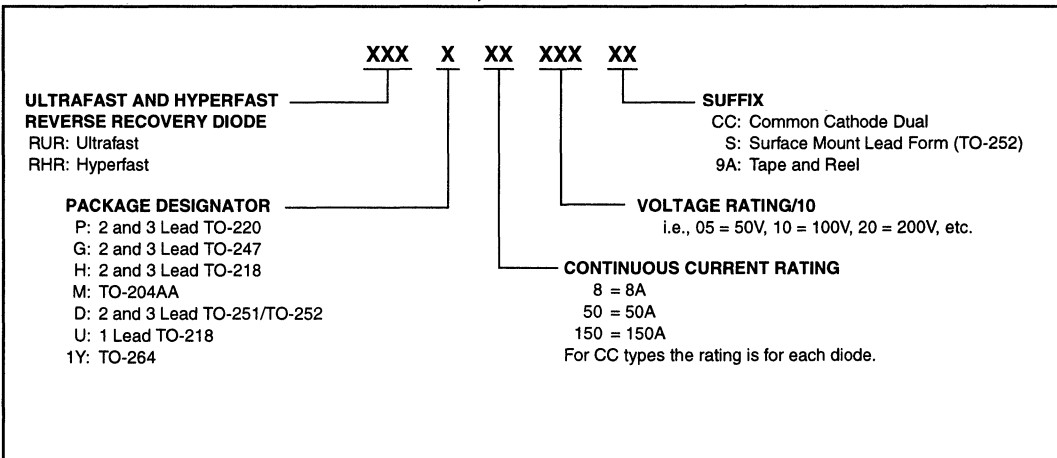 XXX X XX XXX XX
ULTRAFAST AND HYPERFAST
REVERSE RECOVERY DIODE
RUR: Ultrafast
RHR: Hyperfast
PACKAGE DESIGNATOR
P: 2 and 3 Lead TO-220
G: 2 and 3 Lead TO-247
H: 2 and 3 Lead TO-218
M: TO-204AA
D: 2 and 3 Lead TO-251/TO-252
U: 1 Lead TO-218
1Y: TO-264
SUFFIX
CC: Common Cathode Dual
S: Surface Mount Lead Form (TO-252)
9A: Tape and Reel
VOLTAGE RATING/10
i.e., 05 = 50V, 10 = 100V, 20 = 200V, etc.
CONTINUOUS CURRENT RATING
8 = 8A
50 = 50A
150 = 150A
For CC types the rating is for each diode.